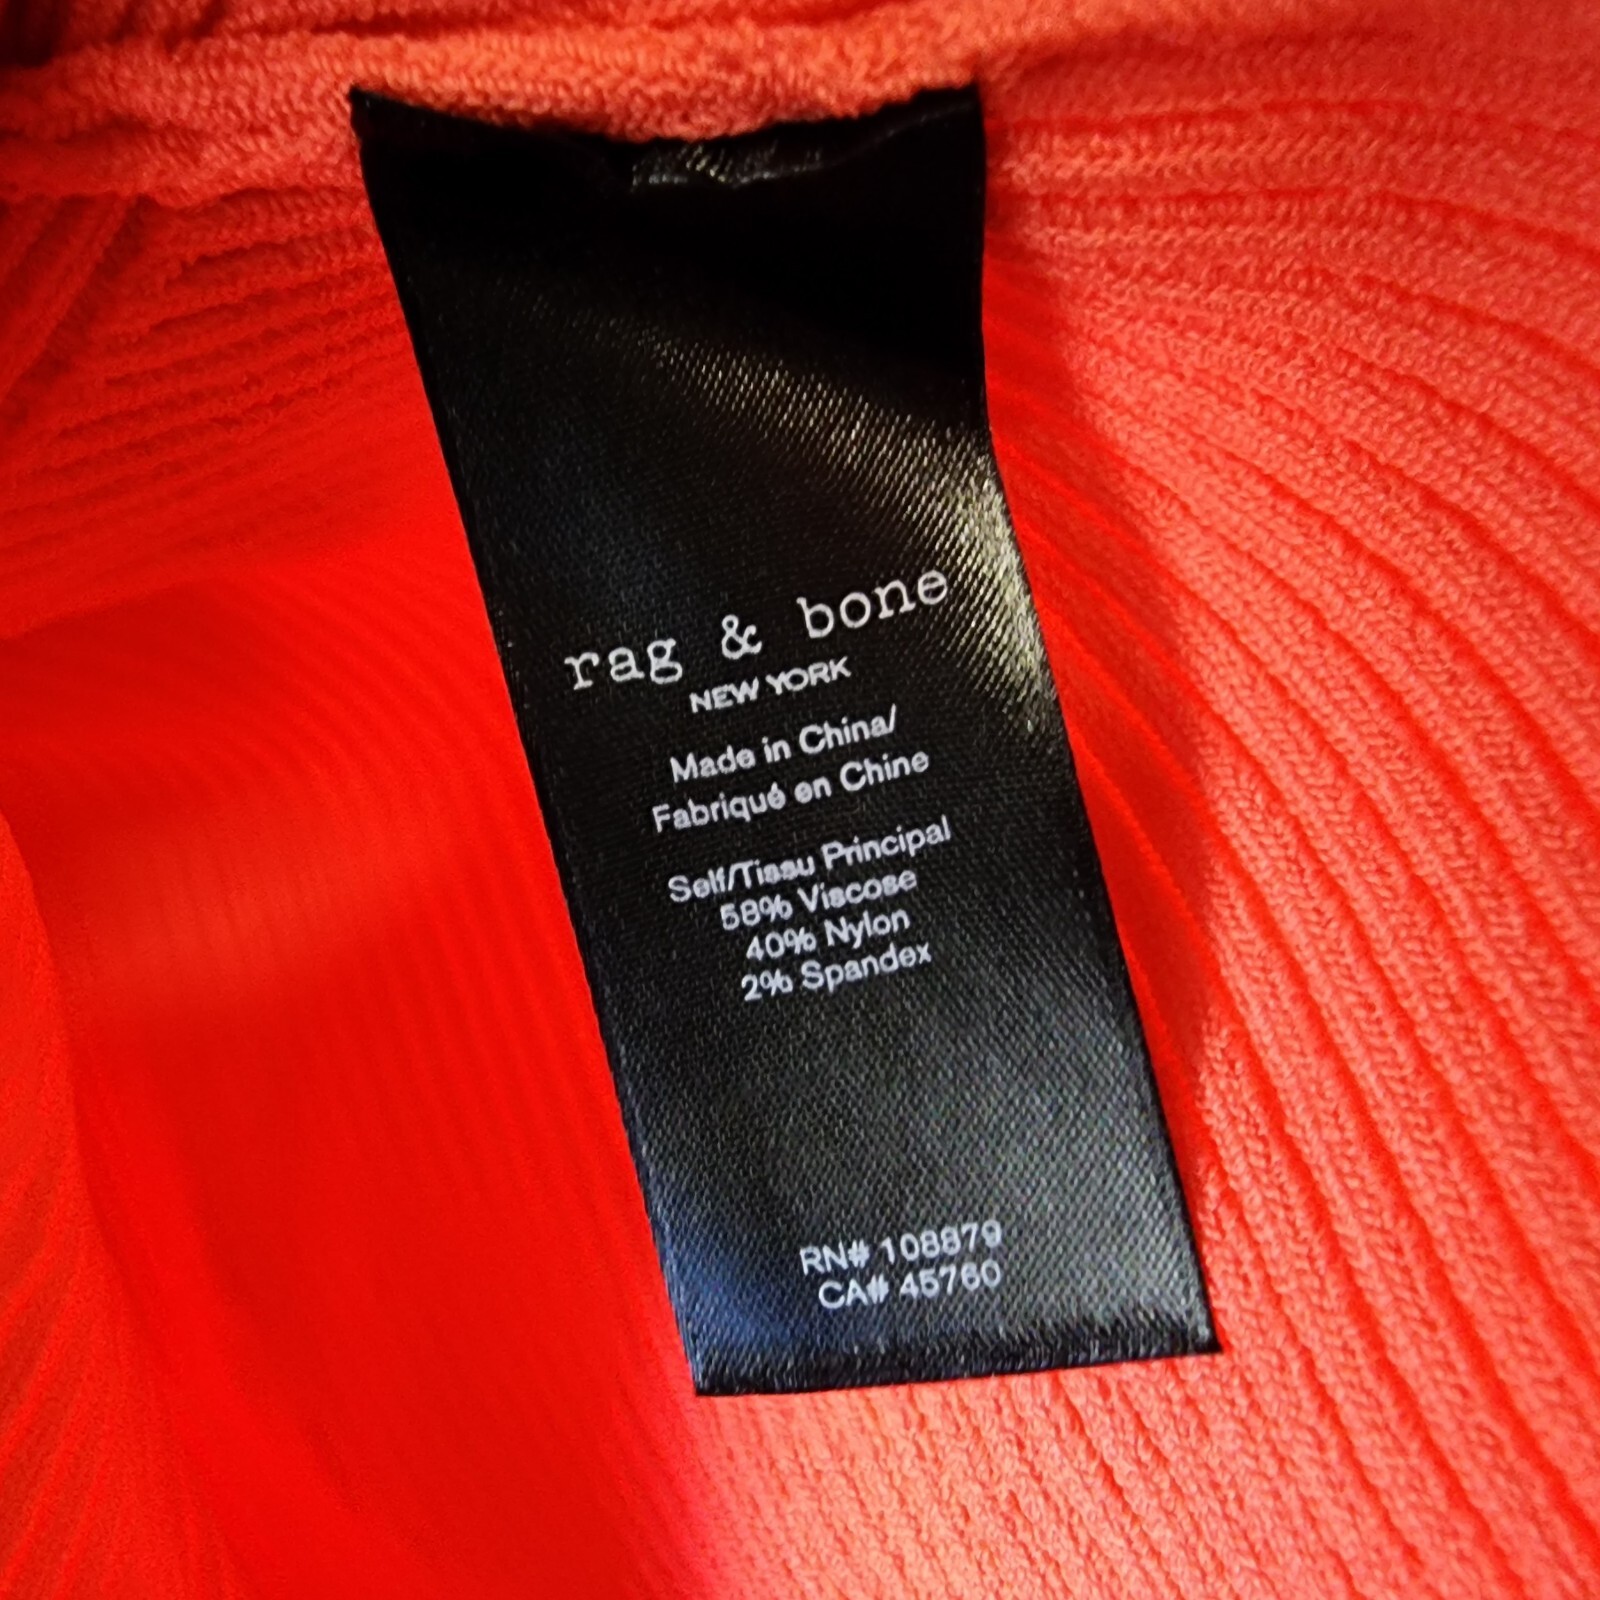 rag & bone
NEW YORK
Made in China/
Fabriqué en Chine
Self/Tissu Principal
58% Viscose
40% Nylon
2% Spandex
RN# 108879
CA# 45760